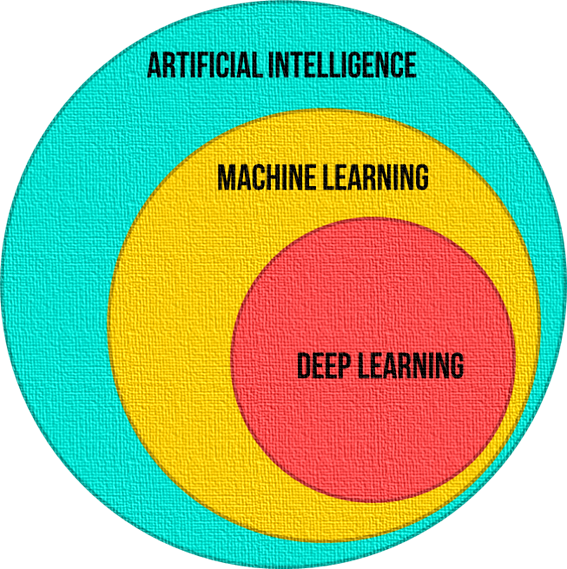 ARTIFICIAL INTELLIGENCE
MACHINE LEARNING
DEEP LEARNING